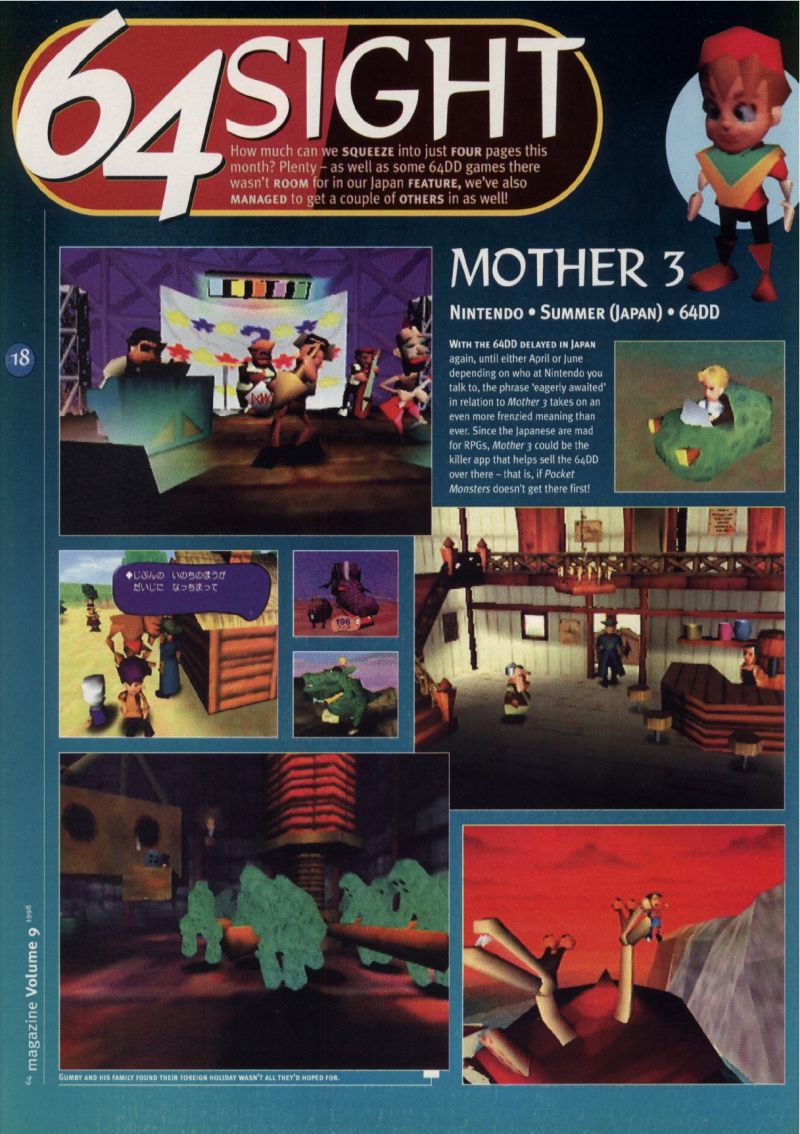 64 SIGHT
How much can we SQUEEZE into just FOUR pages this
month? Plenty – as well as some 64DD games there
wasn't ROOM for in our Japan FEATURE, we've also
MANAGED to get a couple of OTHERS in as well!
MOTHER 3
NINTENDO • SUMMER (JAPAN) • 64DD
WITH THE 64DD DELAYED IN JAPAN
again, until either April or June
depending on who at Nintendo you
talk to, the phrase 'eagerly awaited'
in relation to Mother 3 takes on an
even more frenzied meaning than
ever. Since the Japanese are mad
for RPGs, Mother 3 could be the
killer app that helps sell the 64DD
over there – that is, if Pocket
Monsters doesn't get there first!
18
◆じぶんの いのちのほうが
だいじに なっちまって
196
GUMBY AND HIS FAMILY FOUND THEIR FOREIGN HOLIDAY WASN'T ALL THEY'D HOPED FOR.
64 magazine Volume 9 1998